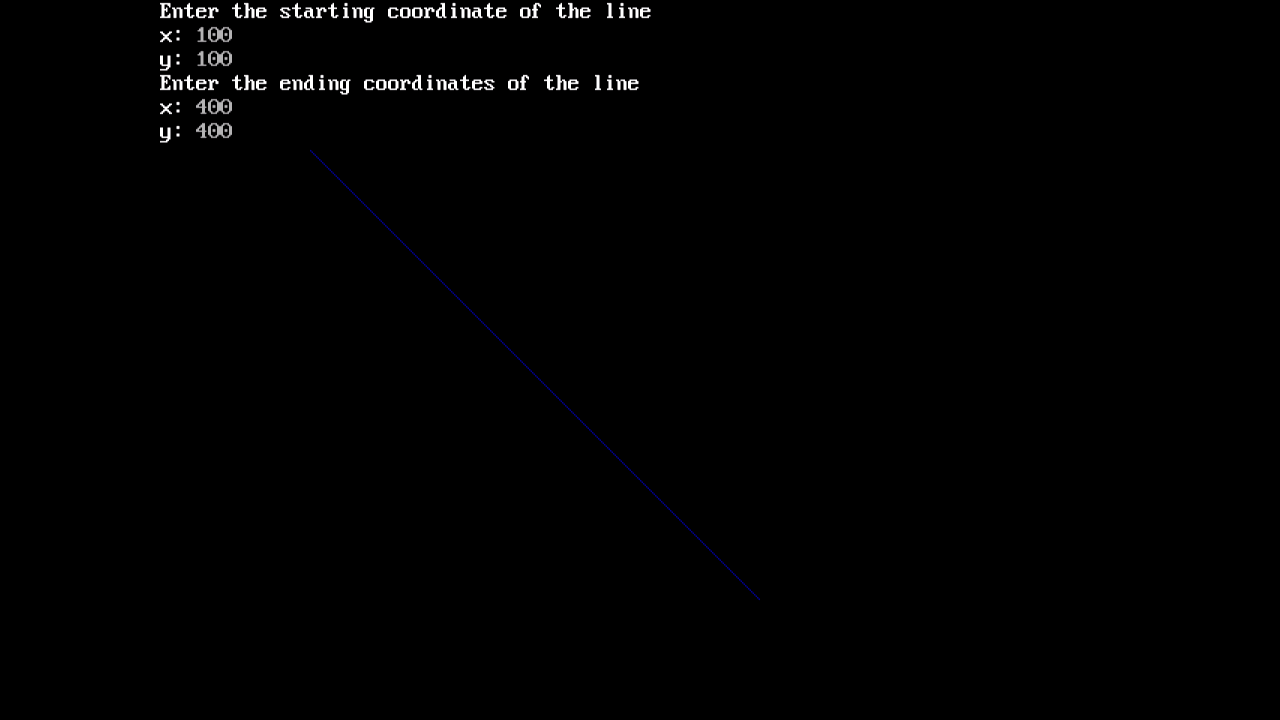 Enter the starting coordinate of the line
x: 100
y: 100
Enter the ending coordinates of the line
x: 400
y: 400